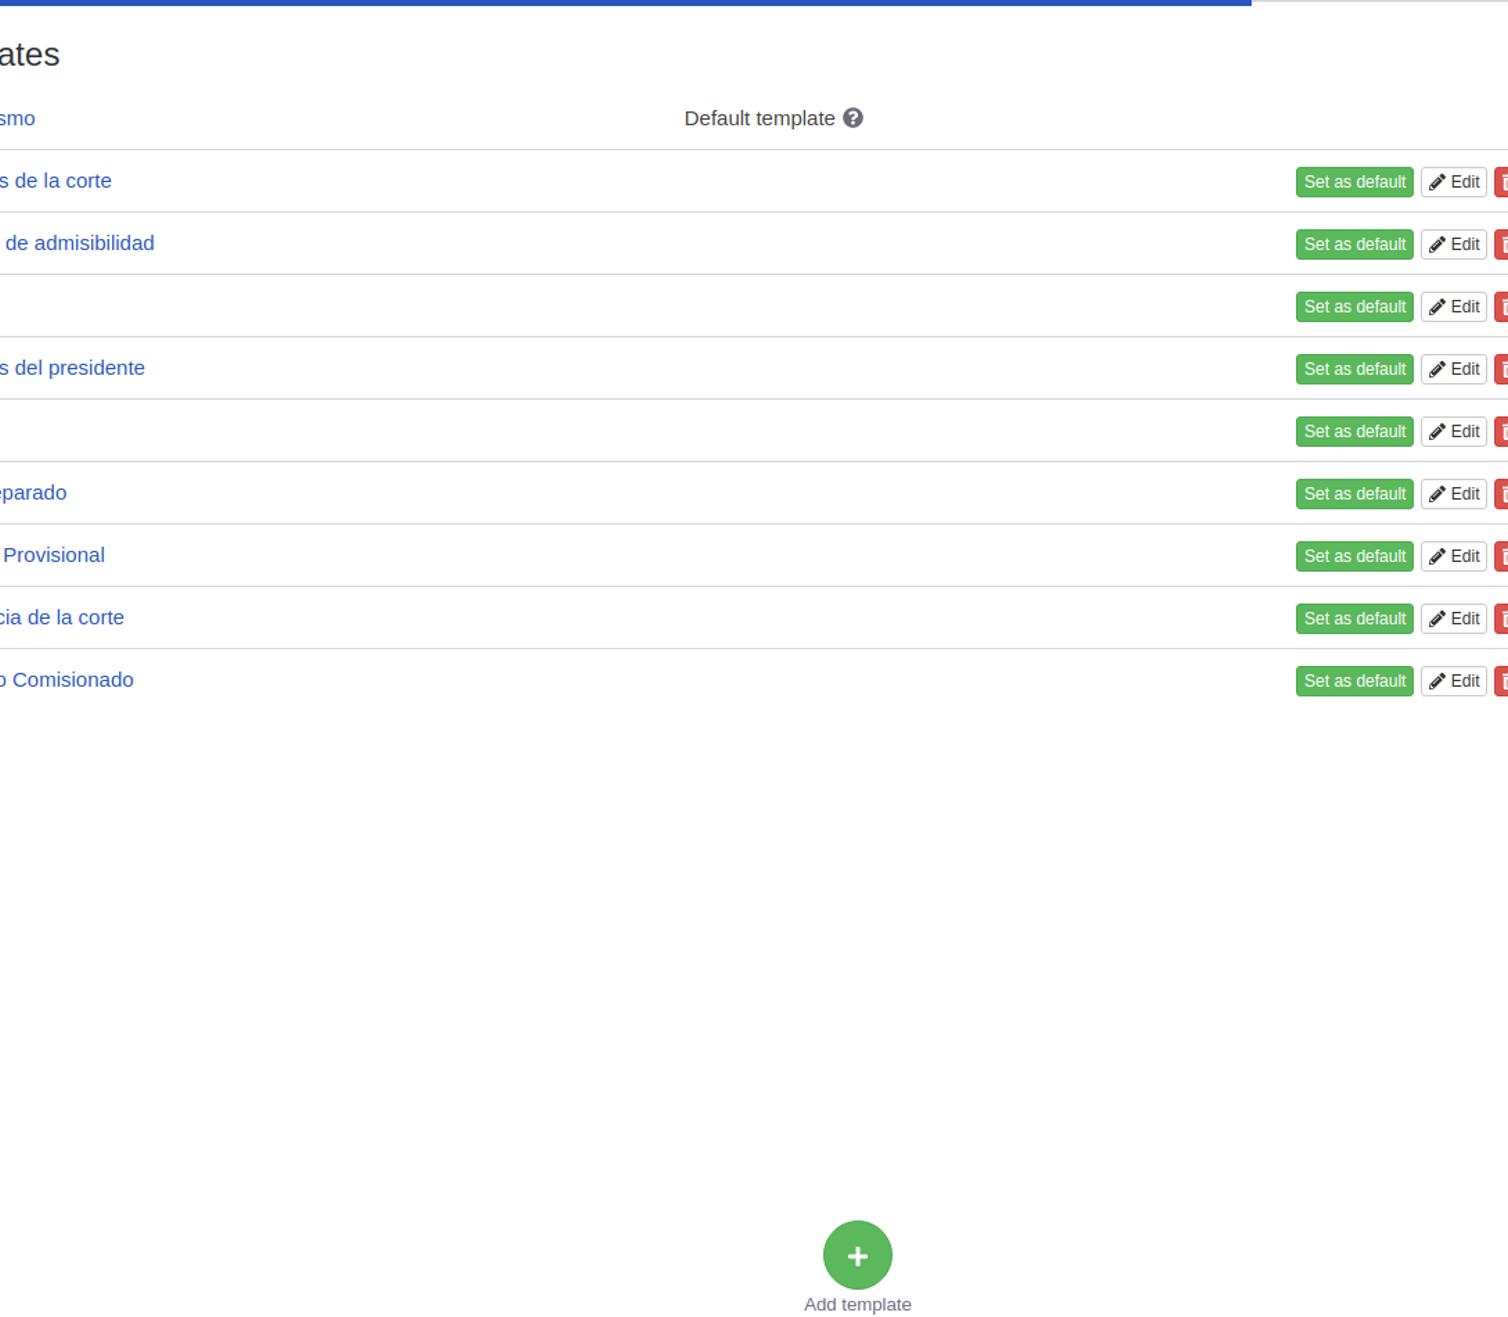 ates
smo Default template ?
s de la corte Set as default Edit
de admisibilidad Set as default Edit
Set as default Edit
s del presidente Set as default Edit
Set as default Edit
eparado Set as default Edit
Provisional Set as default Edit
cia de la corte Set as default Edit
o Comisionado Set as default Edit
+
Add template